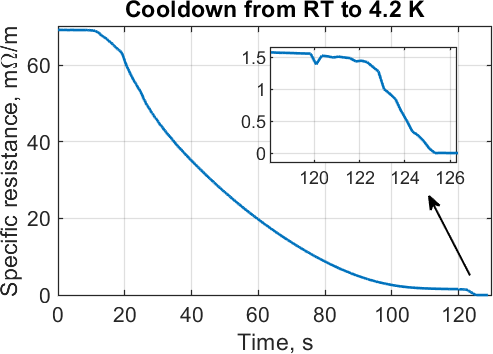 Cooldown from RT to 4.2 K
Specific resistance, mΩ/m
60
40
20
0
1.5
1
0.5
0
120 122 124 126
0 20 40 60 80 100 120
Time, s